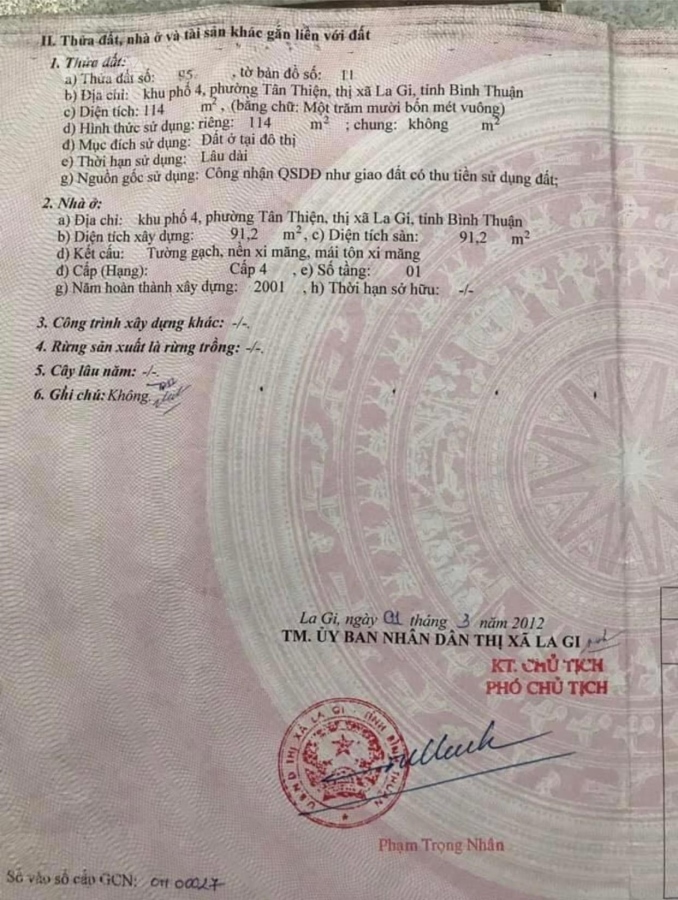 II. Thửa đất, nhà ở và tài sản khác gắn liền với đất
1. Thửa đất:
a) Thửa đất số: 85 , tờ bản đồ số: 11
b) Địa chỉ: khu phố 4, phường Tân Thiện, thị xã La Gi, tỉnh Bình Thuận
c) Diện tích: 114 m², (bằng chữ: Một trăm mười bốn mét vuông)
d) Hình thức sử dụng: riêng: 114 m² ; chung: không m²
đ) Mục đích sử dụng: Đất ở tại đô thị
e) Thời hạn sử dụng: Lâu dài
g) Nguồn gốc sử dụng: Công nhận QSDĐ như giao đất có thu tiền sử dụng đất;
2. Nhà ở:
a) Địa chỉ: khu phố 4, phường Tân Thiện, thị xã La Gi, tỉnh Bình Thuận
b) Diện tích xây dựng: 91,2 m², c) Diện tích sàn: 91,2 m²
d) Kết cấu: Tường gạch, nền xi măng, mái tôn xi măng
đ) Cấp (Hạng): Cấp 4 , e) Số tầng: 01
g) Năm hoàn thành xây dựng: 2001 , h) Thời hạn sở hữu: -/-
3. Công trình xây dựng khác: -/-.
4. Rừng sản xuất là rừng trồng: -/-.
5. Cây lâu năm: -/-.
6. Ghi chú: Không.
La Gi, ngày 01 tháng 3 năm 2012
TM. ỦY BAN NHÂN DÂN THỊ XÃ LA GI
KT. CHỦ TỊCH
PHÓ CHỦ TỊCH
U.B.N.D THỊ XÃ LA GI - TỈNH BÌNH THUẬN
Phạm Trọng Nhân
Số vào sổ cấp GCN: CH 00027